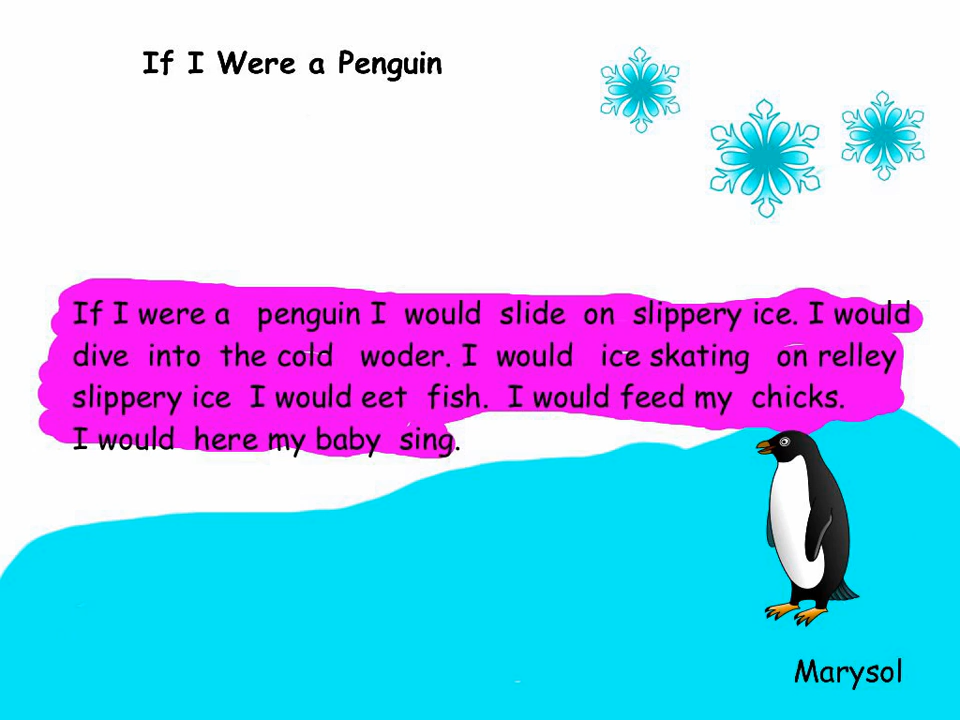 If I Were a Penguin
If I were a penguin I would slide on slippery ice. I would
dive into the cold woder. I would ice skating on relley
slippery ice I would eet fish. I would feed my chicks.
I would here my baby sing.
Marysol